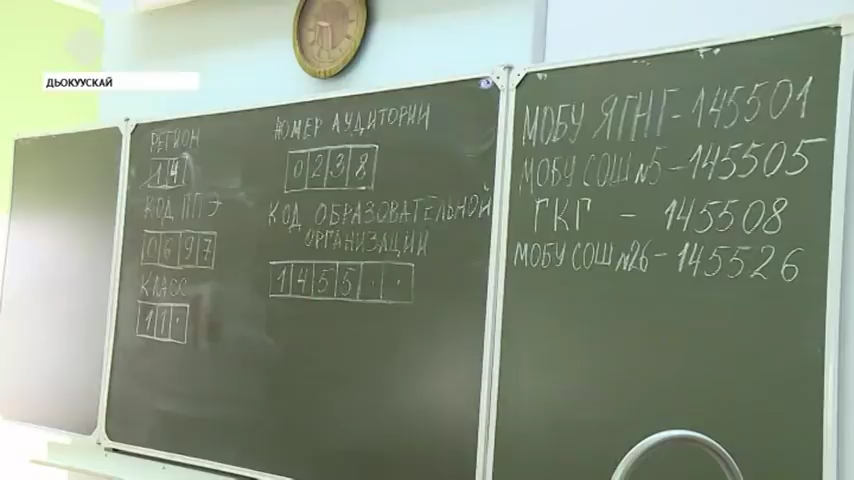 ДЬОКУУСКАЙ
РЕГИОН
14
КОД ППЭ
0697
КЛАСС
11·
НОМЕР АУДИТОРИИ
0238
КОД ОБРАЗОВАТЕЛЬНОЙ
ОРГАНИЗАЦИИ
1455··
МОБУ ЯГНГ-145501
МОБУ СОШ №5-145505
ГКГ - 145508
МОБУ СОШ №26-145526